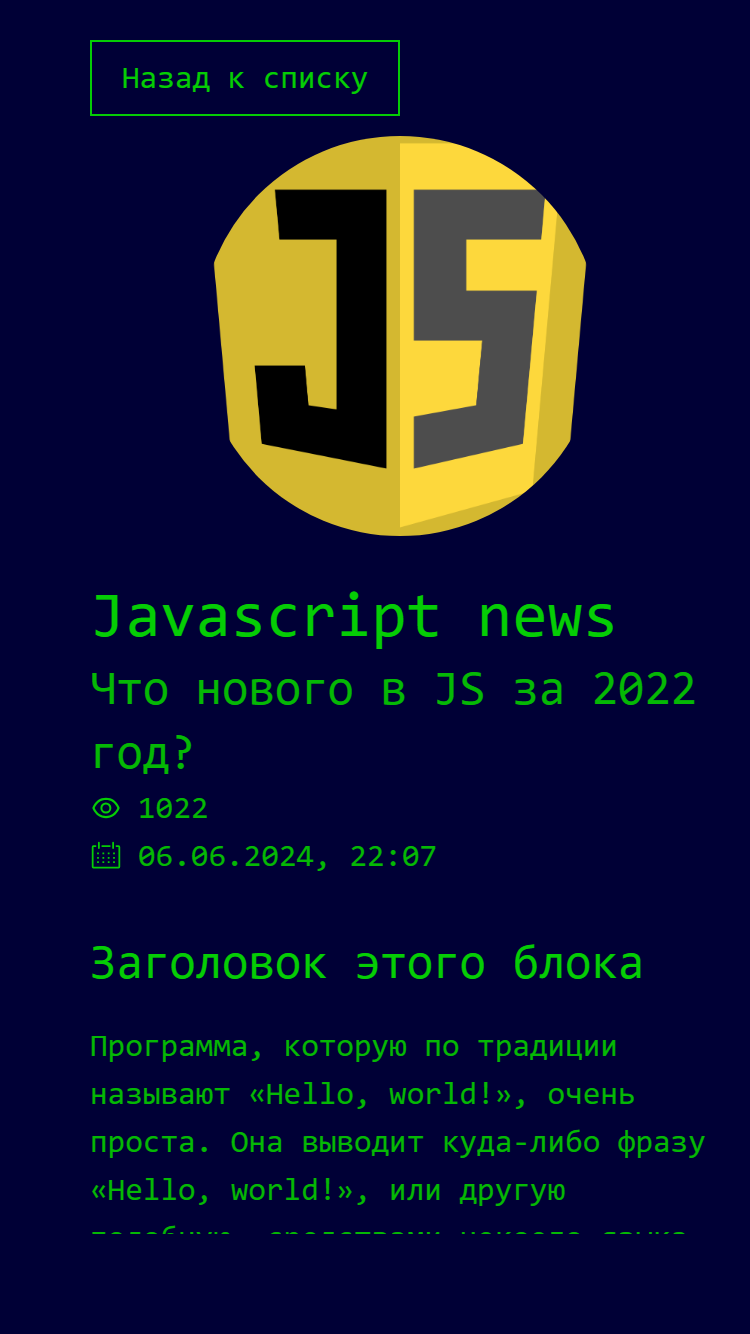 Назад к списку
JS
Javascript news
Что нового в JS за 2022
год?
1022
06.06.2024, 22:07
Заголовок этого блока
Программа, которую по традиции
называют «Hello, world!», очень
проста. Она выводит куда-либо фразу
«Hello, world!», или другую